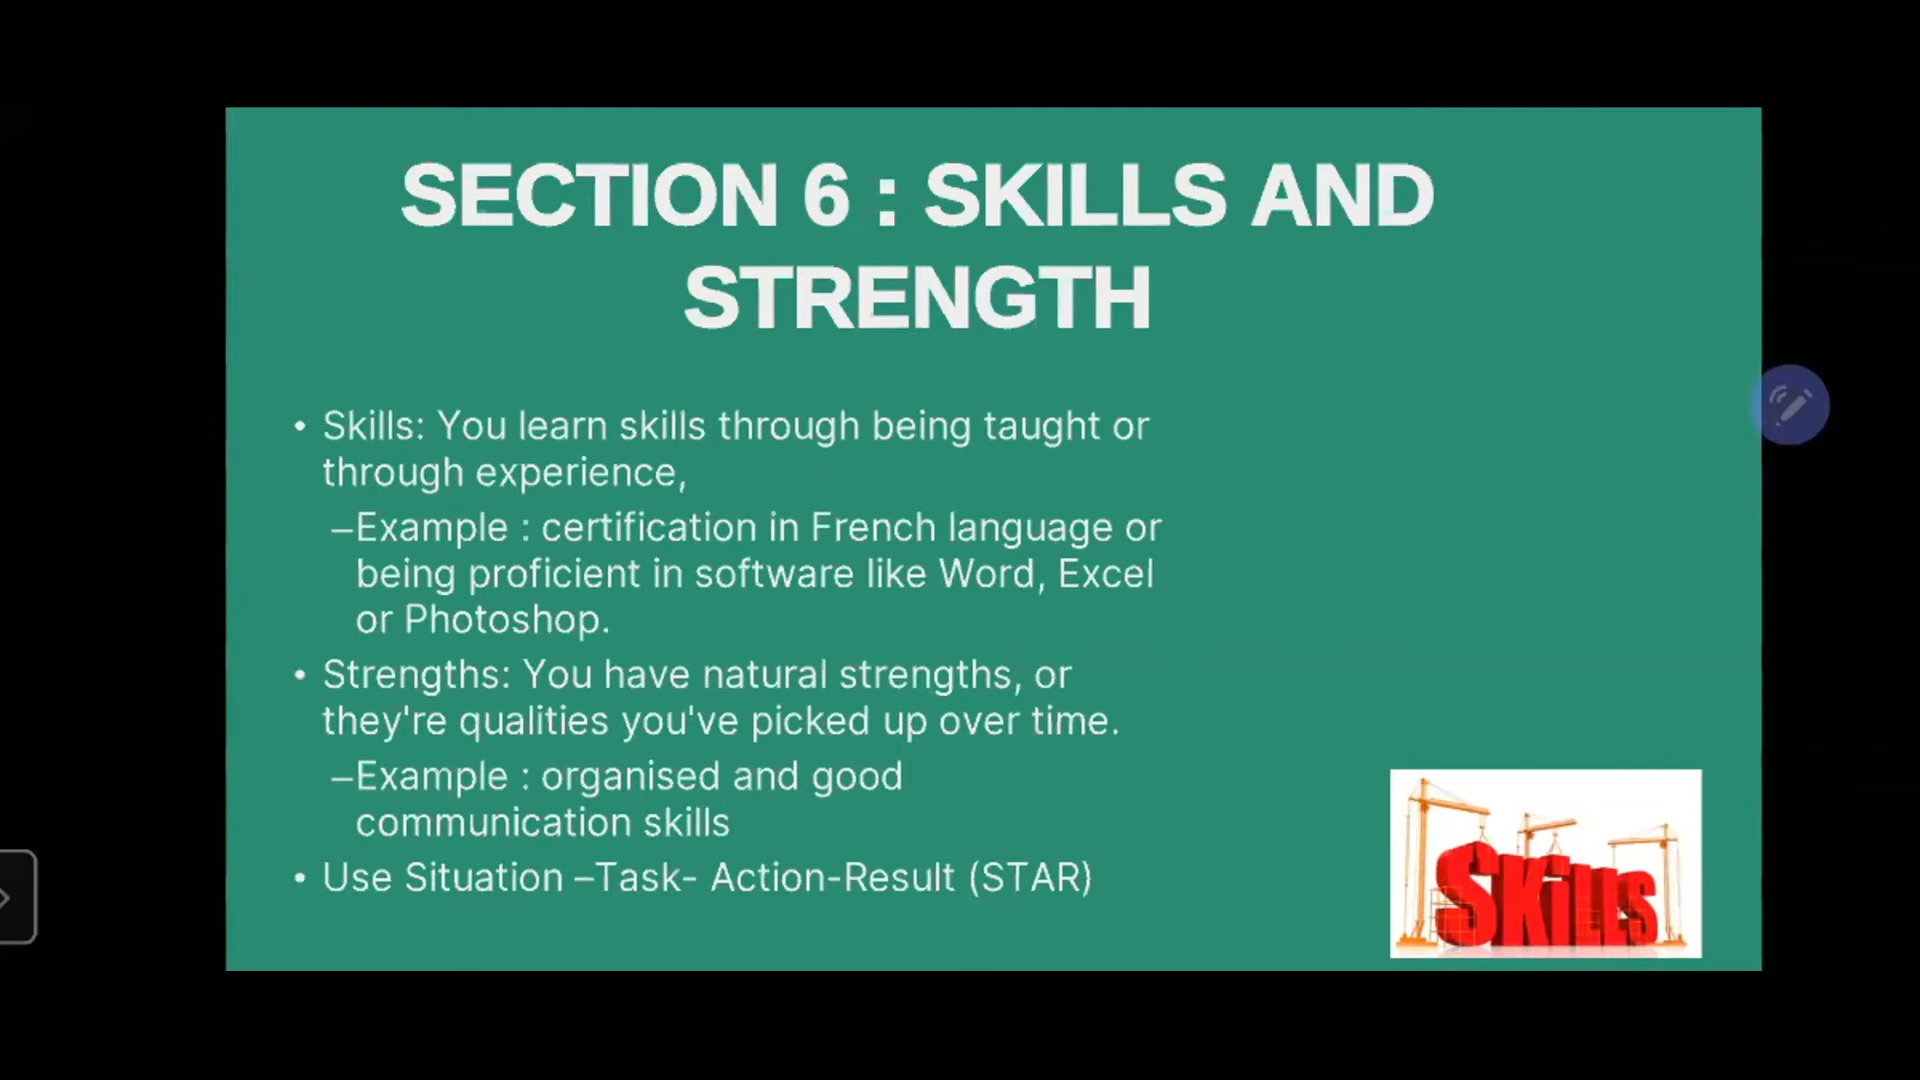 SECTION 6 : SKILLS AND
STRENGTH
• Skills: You learn skills through being taught or
through experience,
–Example : certification in French language or
being proficient in software like Word, Excel
or Photoshop.
• Strengths: You have natural strengths, or
they're qualities you've picked up over time.
–Example : organised and good
communication skills
• Use Situation –Task- Action-Result (STAR)
SKiLLS